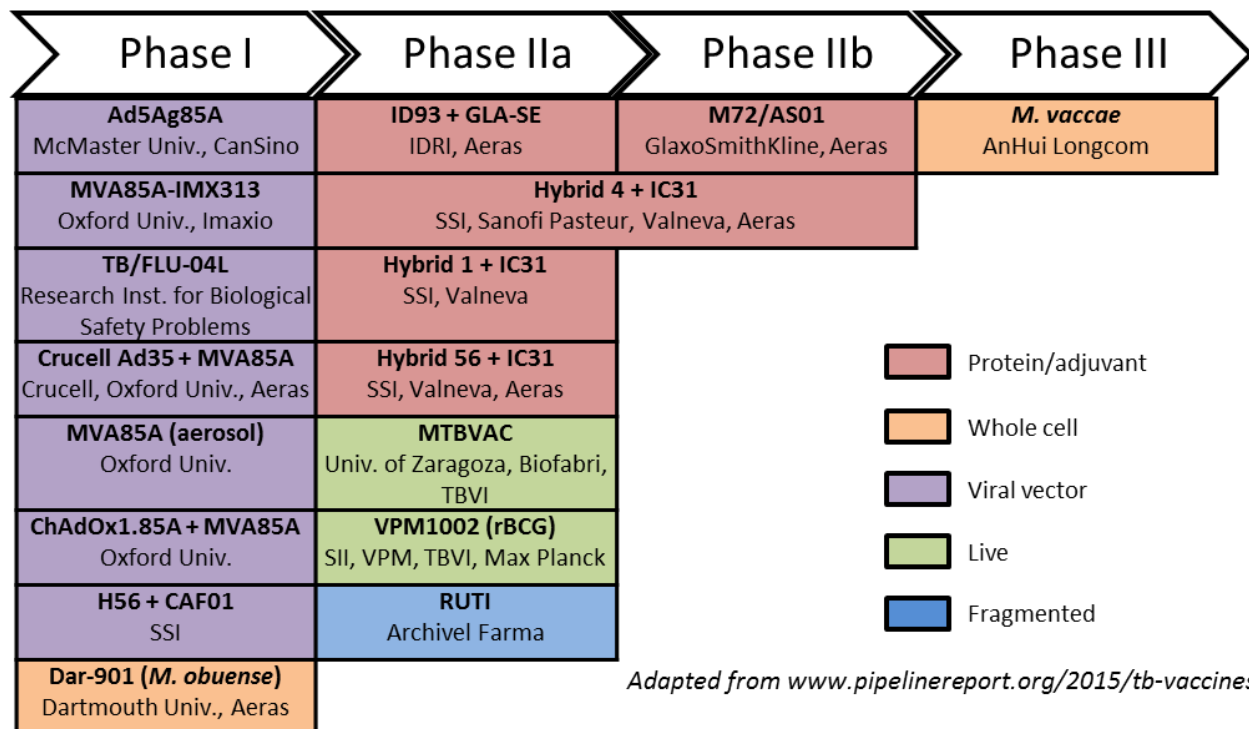 Phase I
Phase IIa
Phase IIb
Phase III
Ad5Ag85A
McMaster Univ., CanSino
ID93 + GLA-SE
IDRI, Aeras
M72/AS01
GlaxoSmithKline, Aeras
M. vaccae
AnHui Longcom
MVA85A-IMX313
Oxford Univ., Imaxio
Hybrid 4 + IC31
SSI, Sanofi Pasteur, Valneva, Aeras
TB/FLU-04L
Research Inst. for Biological
Safety Problems
Hybrid 1 + IC31
SSI, Valneva
Crucell Ad35 + MVA85A
Crucell, Oxford Univ., Aeras
Hybrid 56 + IC31
SSI, Valneva, Aeras
MVA85A (aerosol)
Oxford Univ.
MTBVAC
Univ. of Zaragoza, Biofabri,
TBVI
ChAdOx1.85A + MVA85A
Oxford Univ.
VPM1002 (rBCG)
SII, VPM, TBVI, Max Planck
H56 + CAF01
SSI
RUTI
Archivel Farma
Dar-901 (M. obuense)
Dartmouth Univ., Aeras
Protein/adjuvant
Whole cell
Viral vector
Live
Fragmented
Adapted from www.pipelinereport.org/2015/tb-vaccines